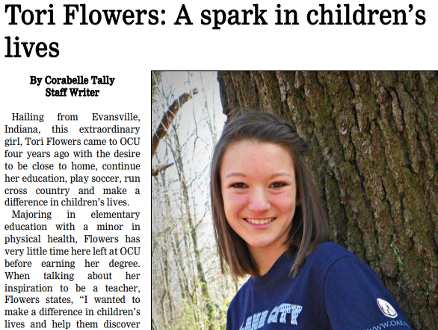 Tori Flowers: A spark in children's
lives
By Corabelle Tally
Staff Writer
Hailing from Evansville,
Indiana, this extraordinary
girl, Tori Flowers came to OCU
four years ago with the desire
to be close to home, continue
her education, play soccer, run
cross country and make a
difference in children's lives.
Majoring in elementary
education with a minor in
physical health, Flowers has
very little time here left at OCU
before earning her degree.
When talking about her
inspiration to be a teacher,
Flowers states, "I wanted to
make a difference in children's
lives and help them discover
CITY